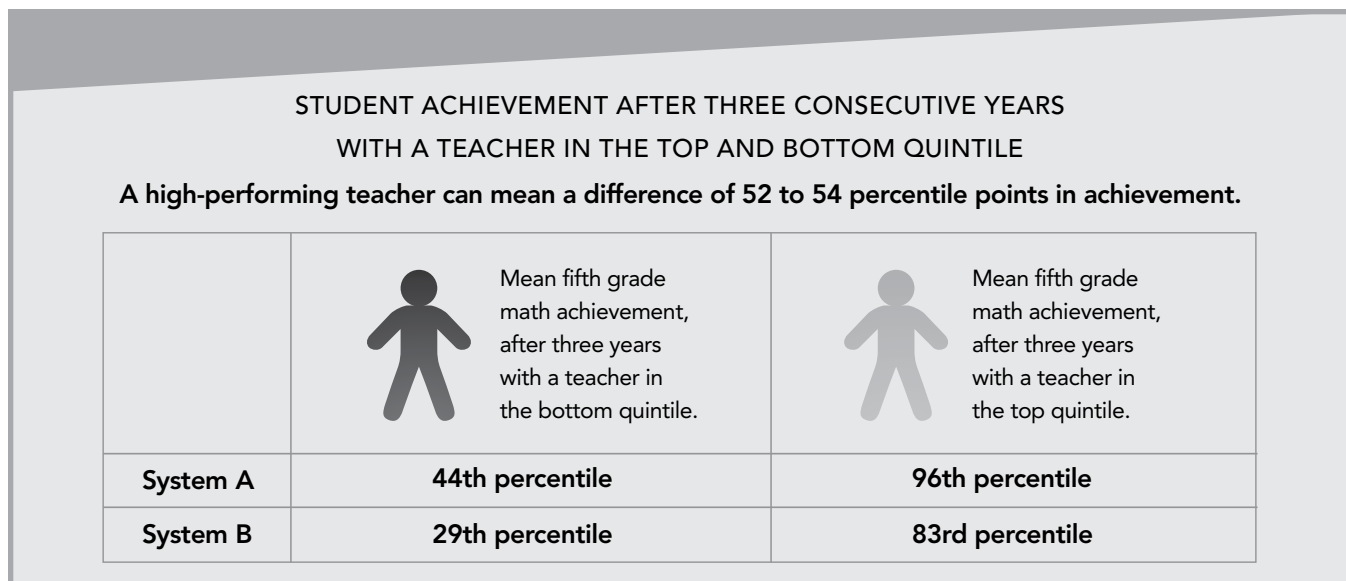 STUDENT ACHIEVEMENT AFTER THREE CONSECUTIVE YEARS
WITH A TEACHER IN THE TOP AND BOTTOM QUINTILE
A high-performing teacher can mean a difference of 52 to 54 percentile points in achievement.
Mean fifth grade
math achievement,
after three years
with a teacher in
the bottom quintile.
Mean fifth grade
math achievement,
after three years
with a teacher in
the top quintile.
System A 44th percentile 96th percentile
System B 29th percentile 83rd percentile